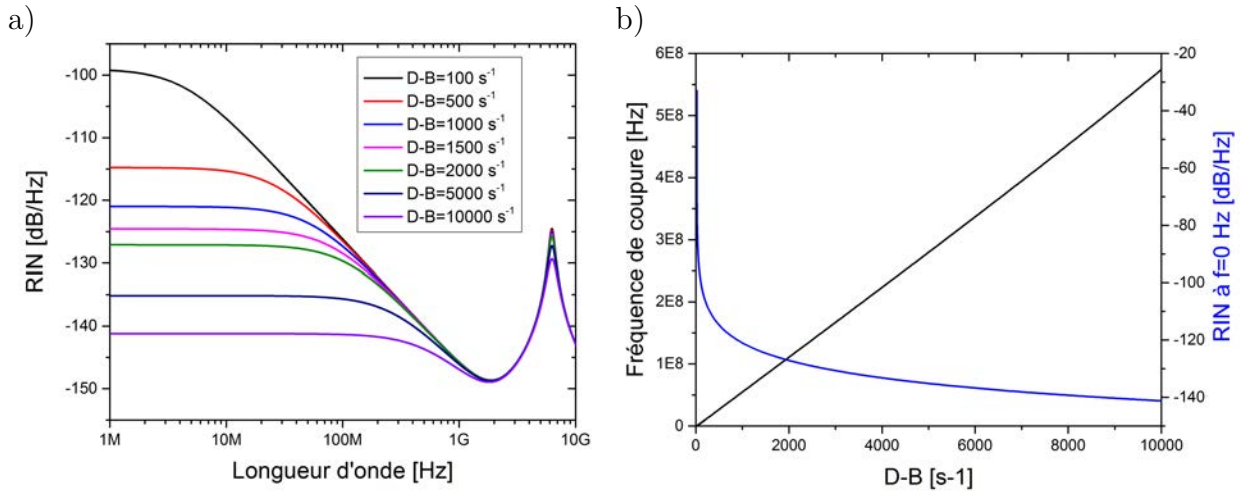 a)
RIN [dB/Hz]
-100
-110
-120
-130
-140
-150
D-B=100 s⁻¹
D-B=500 s⁻¹
D-B=1000 s⁻¹
D-B=1500 s⁻¹
D-B=2000 s⁻¹
D-B=5000 s⁻¹
D-B=10000 s⁻¹
1M 10M 100M 1G 10G
Longueur d'onde [Hz]
b)
Fréquence de coupure [Hz]
6E8
5E8
4E8
3E8
2E8
1E8
0
0 2000 4000 6000 8000 10000
D-B [s-1]
-20
-40
-60
-80
-100
-120
-140
RIN à f=0 Hz [dB/Hz]